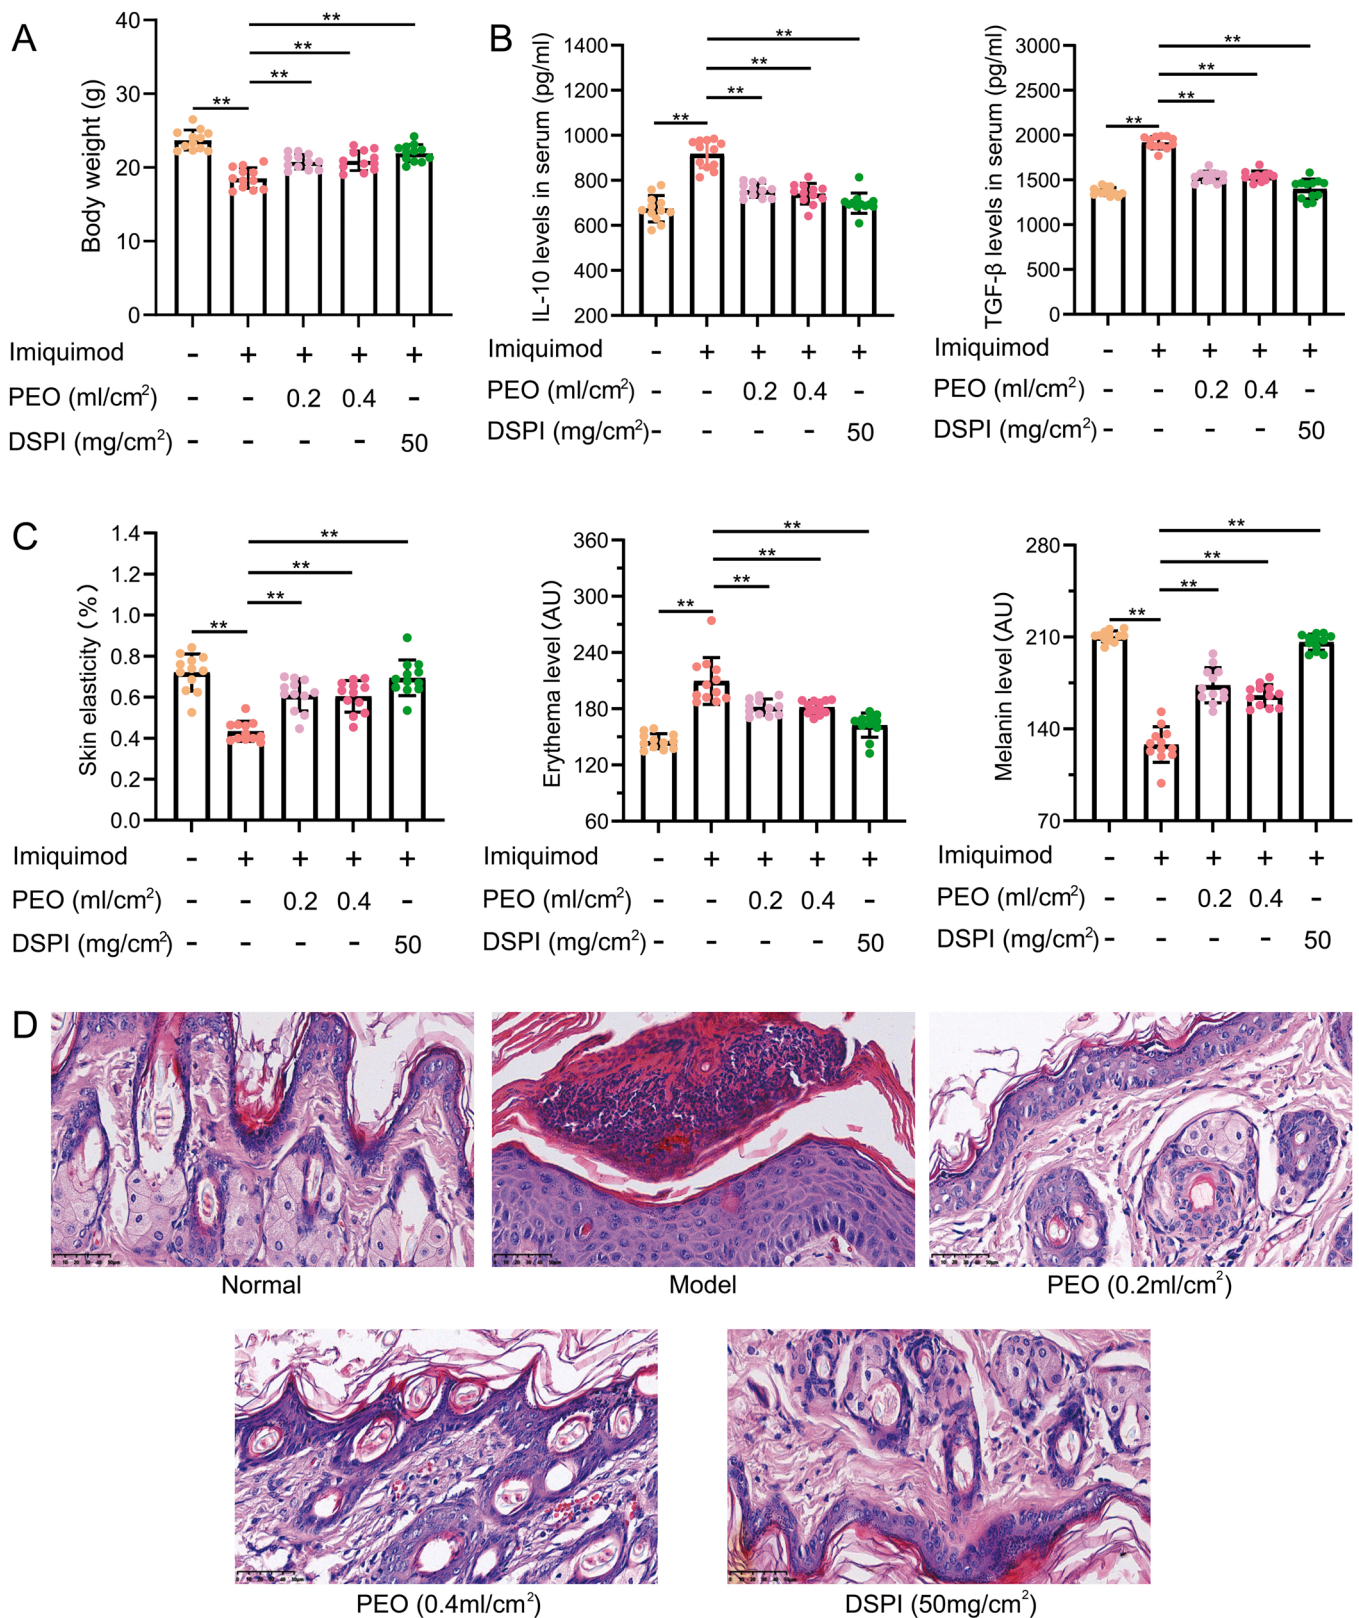 A
Body weight (g)
40
30
20
10
0
** ** ** **
Imiquimod - + + + +
PEO (ml/cm²) - - 0.2 0.4 -
DSPI (mg/cm²) - - - - 50
B
IL-10 levels in serum (pg/ml)
1400
1200
1000
800
600
400
200
** ** ** **
Imiquimod - + + + +
PEO (ml/cm²) - - 0.2 0.4 -
DSPI (mg/cm²) - - - - 50
TGF-β levels in serum (pg/ml)
3000
2500
2000
1500
1000
500
0
** ** ** **
Imiquimod - + + + +
PEO (ml/cm²) - - 0.2 0.4 -
DSPI (mg/cm²) - - - - 50
C
Skin elasticity (%)
1.4
1.2
1.0
0.8
0.6
0.4
0.2
0.0
** ** ** **
Imiquimod - + + + +
PEO (ml/cm²) - - 0.2 0.4 -
DSPI (mg/cm²) - - - - 50
Erythema level (AU)
360
300
240
180
120
60
** ** ** **
Imiquimod - + + + +
PEO (ml/cm²) - - 0.2 0.4 -
DSPI (mg/cm²) - - - - 50
Melanin level (AU)
280
210
140
70
** ** ** **
Imiquimod - + + + +
PEO (ml/cm²) - - 0.2 0.4 -
DSPI (mg/cm²) - - - - 50
D
Normal
Model
PEO (0.2ml/cm²)
PEO (0.4ml/cm²)
DSPI (50mg/cm²)